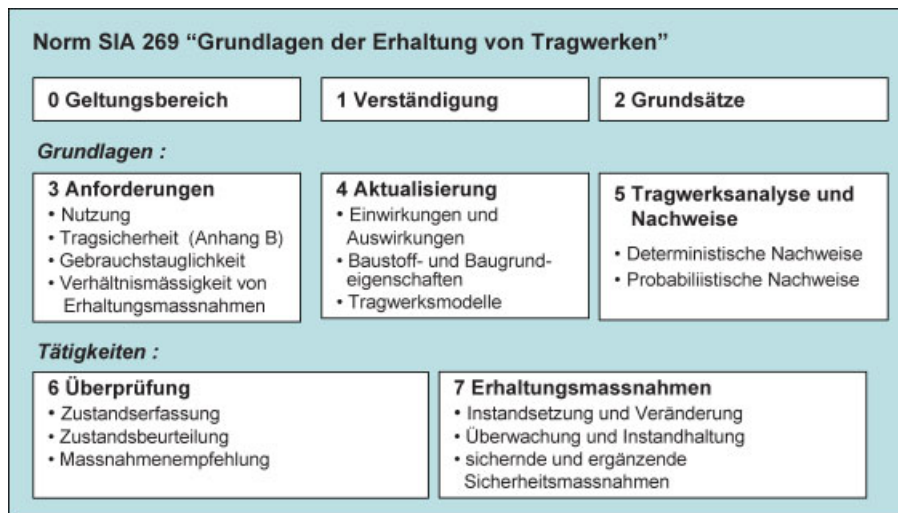 Norm SIA 269 “Grundlagen der Erhaltung von Tragwerken”
0 Geltungsbereich
1 Verständigung
2 Grundsätze
Grundlagen :
3 Anforderungen
• Nutzung
• Tragsicherheit (Anhang B)
• Gebrauchstauglichkeit
• Verhältnismässigkeit von
Erhaltungsmassnahmen
4 Aktualisierung
• Einwirkungen und
Auswirkungen
• Baustoff- und Baugrund-
eigenschaften
• Tragwerksmodelle
5 Tragwerksanalyse und
Nachweise
• Deterministische Nachweise
• Probabiliistische Nachweise
Tätigkeiten :
6 Überprüfung
• Zustandserfassung
• Zustandsbeurteilung
• Massnahmenempfehlung
7 Erhaltungsmassnahmen
• Instandsetzung und Veränderung
• Überwachung und Instandhaltung
• sichernde und ergänzende
Sicherheitsmassnahmen